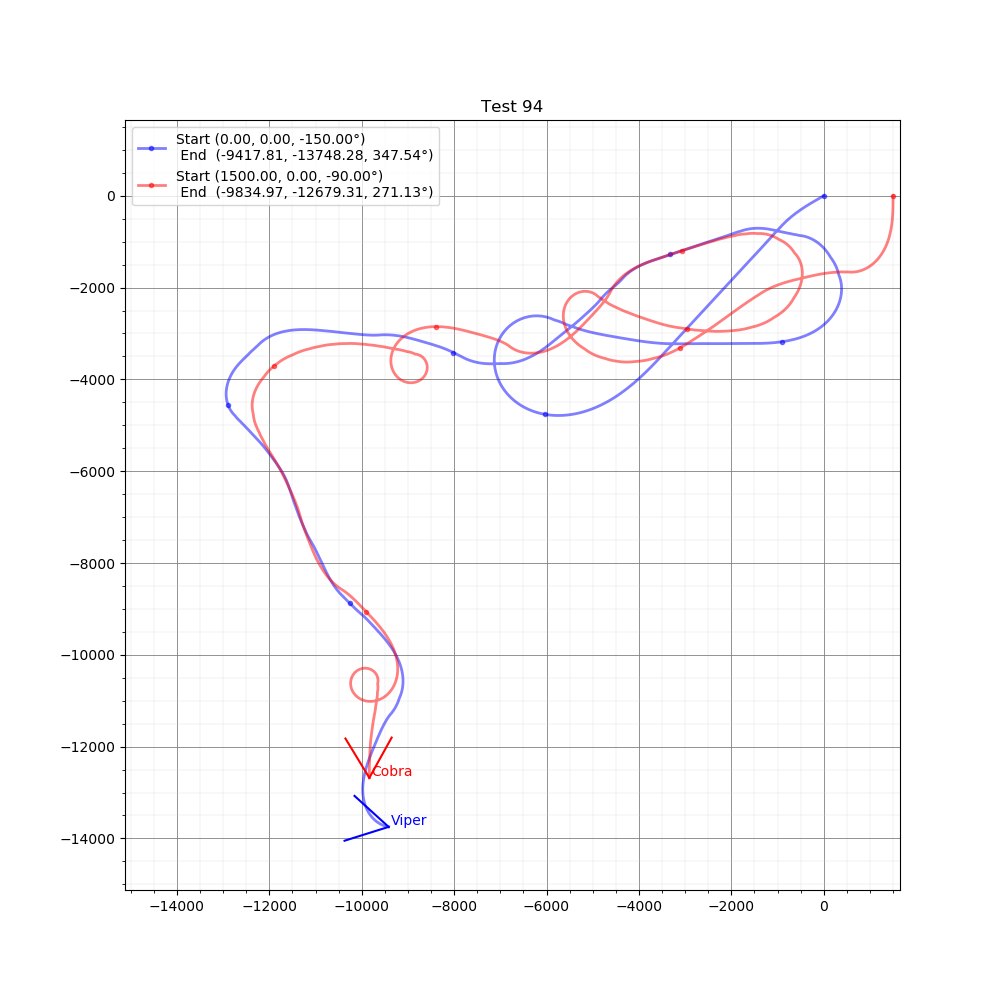 Test 94
Start (0.00, 0.00, -150.00°)
End (-9417.81, -13748.28, 347.54°)
Start (1500.00, 0.00, -90.00°)
End (-9834.97, -12679.31, 271.13°)
0
−2000
−4000
−6000
−8000
−10000
−12000
−14000
Cobra
Viper
−14000 −12000 −10000 −8000 −6000 −4000 −2000 0